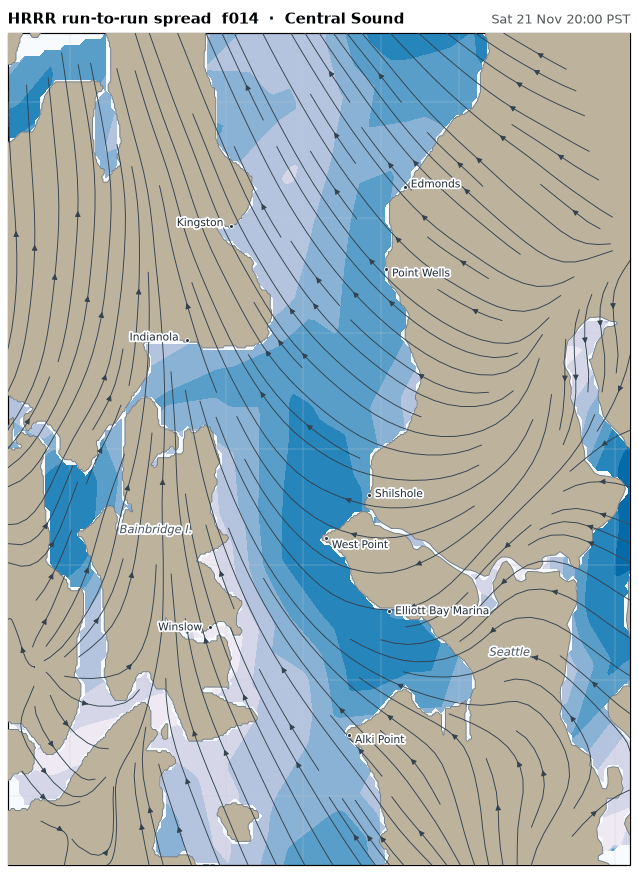 HRRR run-to-run spread f014 · Central Sound
Sat 21 Nov 20:00 PST
Edmonds
Kingston
Point Wells
Indianola
Shilshole
Bainbridge I.
West Point
Elliott Bay Marina
Winslow
Seattle
Alki Point